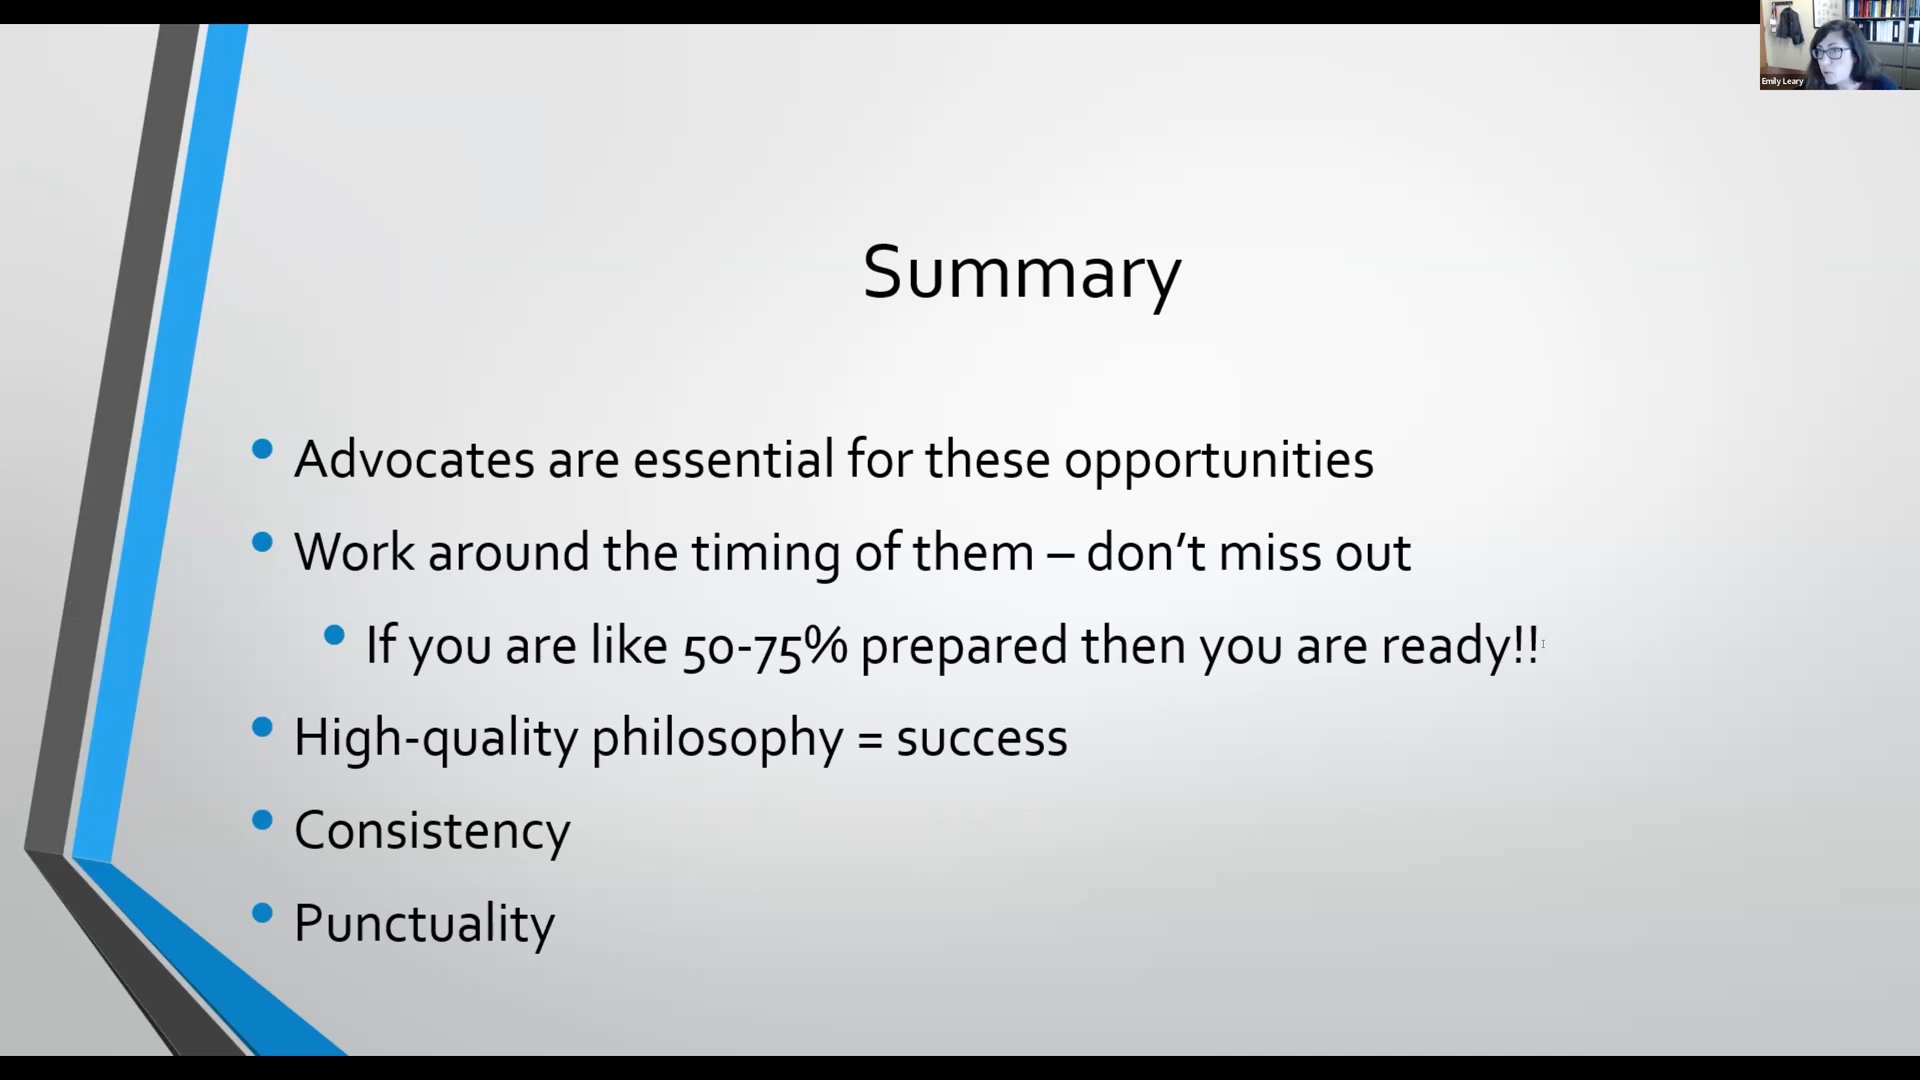 Emily Leary
Summary
Advocates are essential for these opportunities
Work around the timing of them – don’t miss out
If you are like 50-75% prepared then you are ready!!
High-quality philosophy = success
Consistency
Punctuality